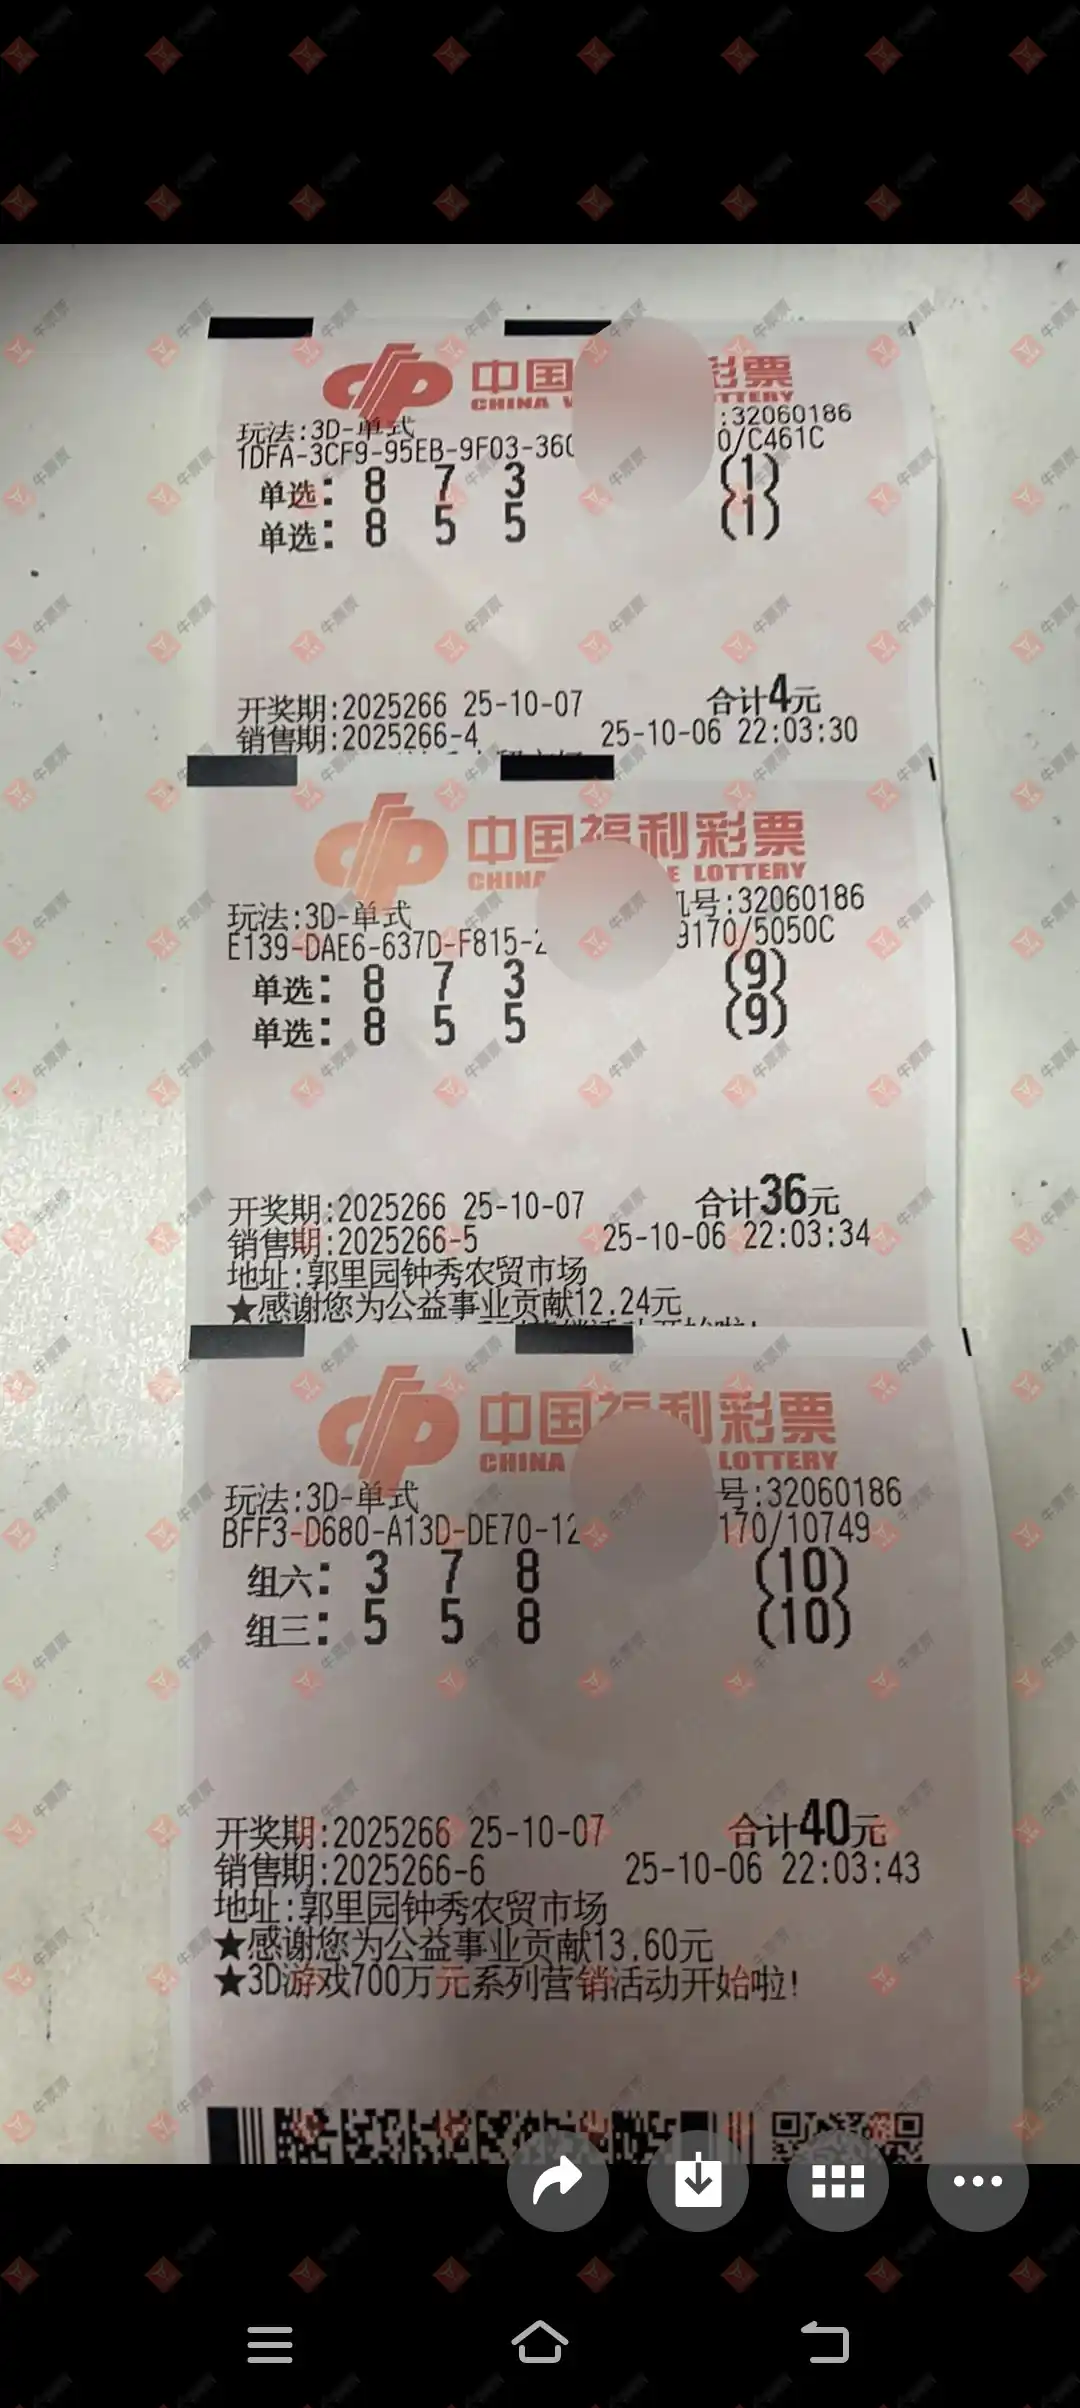 中国 彩票
CHINA W TTERY
玩法:3D-单式 :32060186
1DFA-3CF9-95EB-9F03-360 0/C461C
单选: 8 7 3 (1)
单选: 8 5 5 (1)
开奖期:2025266 25-10-07 合计4元
销售期:2025266-4 25-10-06 22:03:30
中国福利彩票
CHINA E LOTTERY
玩法:3D-单式 机号:32060186
E139-DAE6-637D-F815-2 9170/5050C
单选: 8 7 3 (9)
单选: 8 5 5 (9)
开奖期:2025266 25-10-07 合计36元
销售期:2025266-5 25-10-06 22:03:34
地址:郭里园钟秀农贸市场
★感谢您为公益事业贡献12.24元
中国福利彩票
CHINA LOTTERY
玩法:3D-单式 号:32060186
BFF3-D680-A13D-DE70-12 170/10749
组六: 3 7 8 (10)
组三: 5 5 8 (10)
开奖期:2025266 25-10-07 合计40元
销售期:2025266-6 25-10-06 22:03:43
地址:郭里园钟秀农贸市场
★感谢您为公益事业贡献13.60元
★3D游戏700万元系列营销活动开始啦!
牛票票